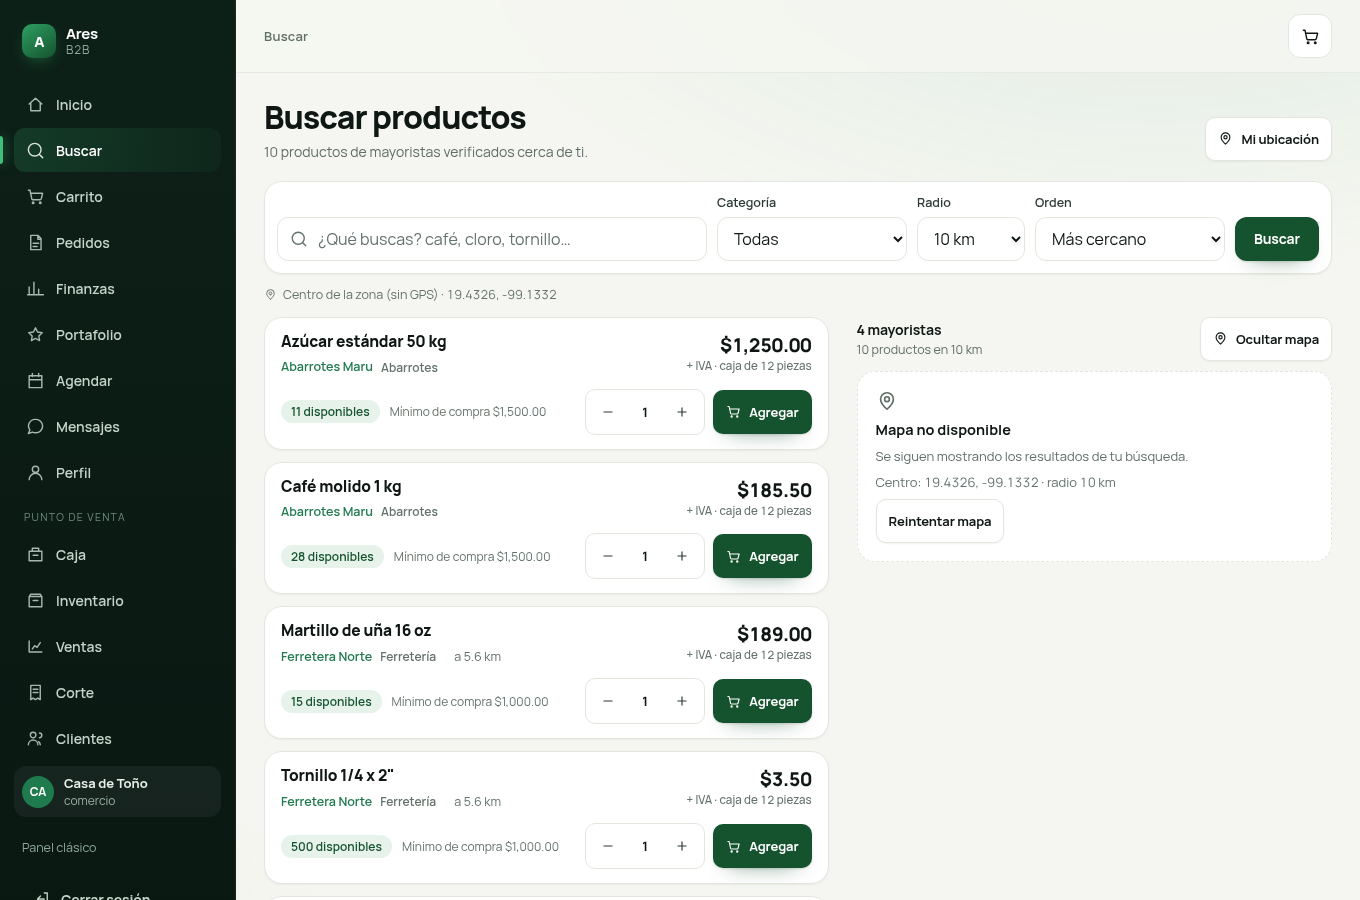 A
Ares
B2B
Inicio
Buscar
Carrito
Pedidos
Finanzas
Portafolio
Agendar
Mensajes
Perfil
PUNTO DE VENTA
Caja
Inventario
Ventas
Corte
Clientes
CA
Casa de Toño
comercio
Panel clásico
Cerrar sesión
Buscar
Buscar productos
10 productos de mayoristas verificados cerca de ti.
Mi ubicación
Categoría
Radio
Orden
¿Qué buscas? café, cloro, tornillo...
Todas
10 km
Más cercano
Buscar
Centro de la zona (sin GPS) · 19.4326, -99.1332
Azúcar estándar 50 kg
$1,250.00
Abarrotes Maru Abarrotes
+ IVA · caja de 12 piezas
11 disponibles
Mínimo de compra $1,500.00
− 1 +
Agregar
Café molido 1 kg
$185.50
Abarrotes Maru Abarrotes
+ IVA · caja de 12 piezas
28 disponibles
Mínimo de compra $1,500.00
− 1 +
Agregar
Martillo de uña 16 oz
$189.00
Ferretera Norte Ferretería a 5.6 km
+ IVA · caja de 12 piezas
15 disponibles
Mínimo de compra $1,000.00
− 1 +
Agregar
Tornillo 1/4 x 2"
$3.50
Ferretera Norte Ferretería a 5.6 km
+ IVA · caja de 12 piezas
500 disponibles
Mínimo de compra $1,000.00
− 1 +
Agregar
4 mayoristas
10 productos en 10 km
Ocultar mapa
Mapa no disponible
Se siguen mostrando los resultados de tu búsqueda.
Centro: 19.4326, -99.1332 · radio 10 km
Reintentar mapa